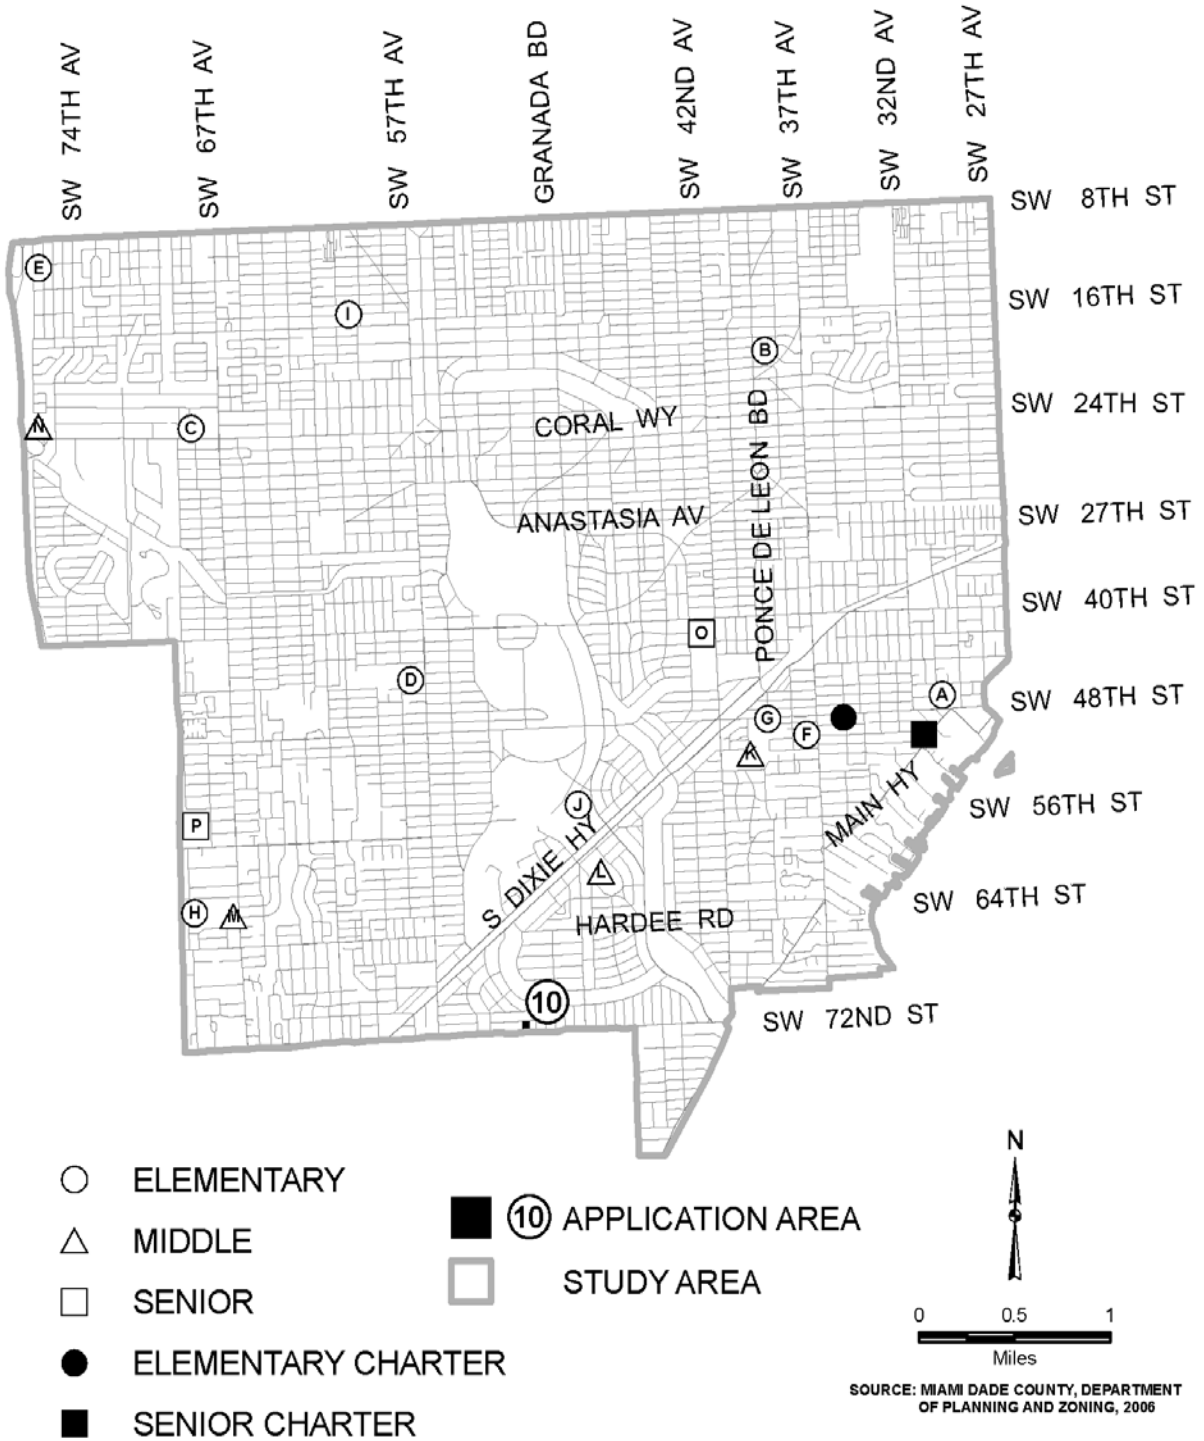 SW 74TH AV
SW 67TH AV
SW 57TH AV
GRANADA BD
SW 42ND AV
SW 37TH AV
SW 32ND AV
SW 27TH AV
SW 8TH ST
E
SW 16TH ST
I
B
SW 24TH ST
CORAL WY
N
C
PONCE DE LEON BD
SW 27TH ST
ANASTASIA AV
SW 40TH ST
O
D
A
SW 48TH ST
G
F
K
MAIN HY
J
SW 56TH ST
P
S DIXIE HY
L
SW 64TH ST
H
M
HARDEE RD
10
SW 72ND ST
ELEMENTARY
MIDDLE
SENIOR
ELEMENTARY CHARTER
SENIOR CHARTER
10 APPLICATION AREA
STUDY AREA
N
0 0.5 1
Miles
SOURCE: MIAMI DADE COUNTY, DEPARTMENT
OF PLANNING AND ZONING, 2006